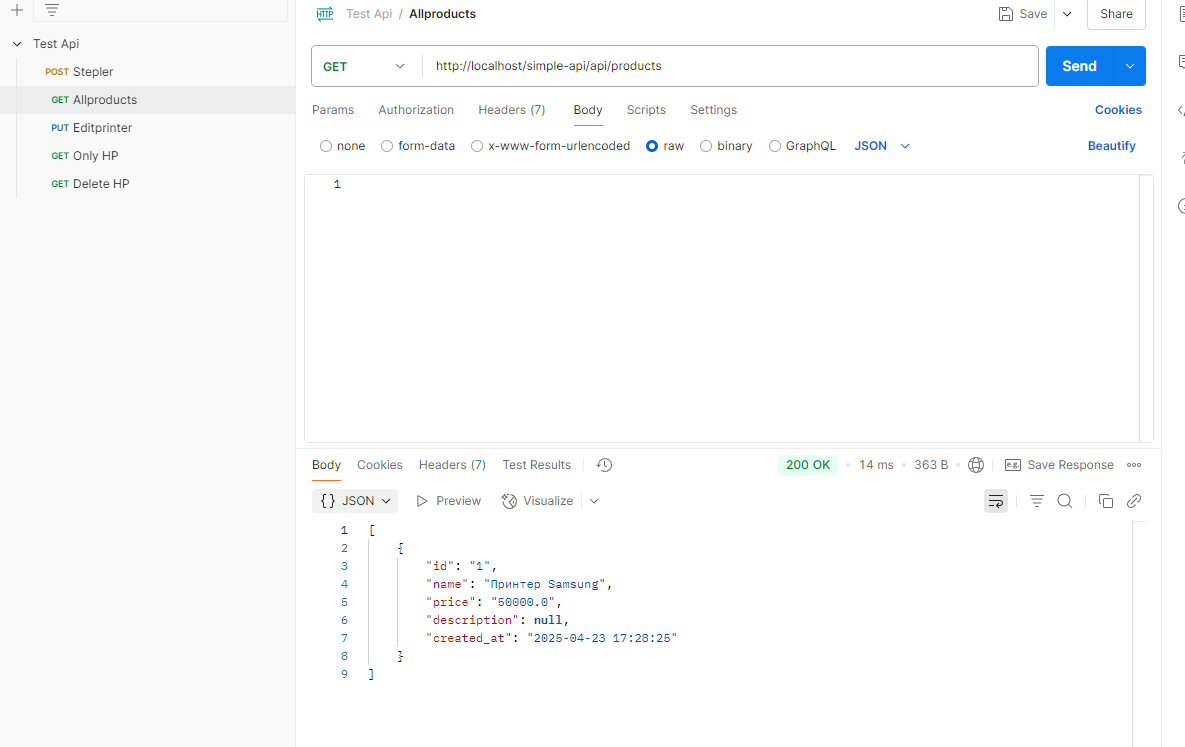 HTTP Test Api / Allproducts Save Share
Test Api
POST Stepler
GET Allproducts
PUT Editprinter
GET Only HP
GET Delete HP
GET http://localhost/simple-api/api/products Send
Params Authorization Headers (7) Body Scripts Settings Cookies
none form-data x-www-form-urlencoded raw binary GraphQL JSON Beautify
1
Body Cookies Headers (7) Test Results 200 OK 14 ms 363 B e.g. Save Response
{} JSON Preview Visualize
1 [
2 {
3 "id": "1",
4 "name": "Принтер Samsung",
5 "price": "50000.0",
6 "description": null,
7 "created_at": "2025-04-23 17:28:25"
8 }
9 ]